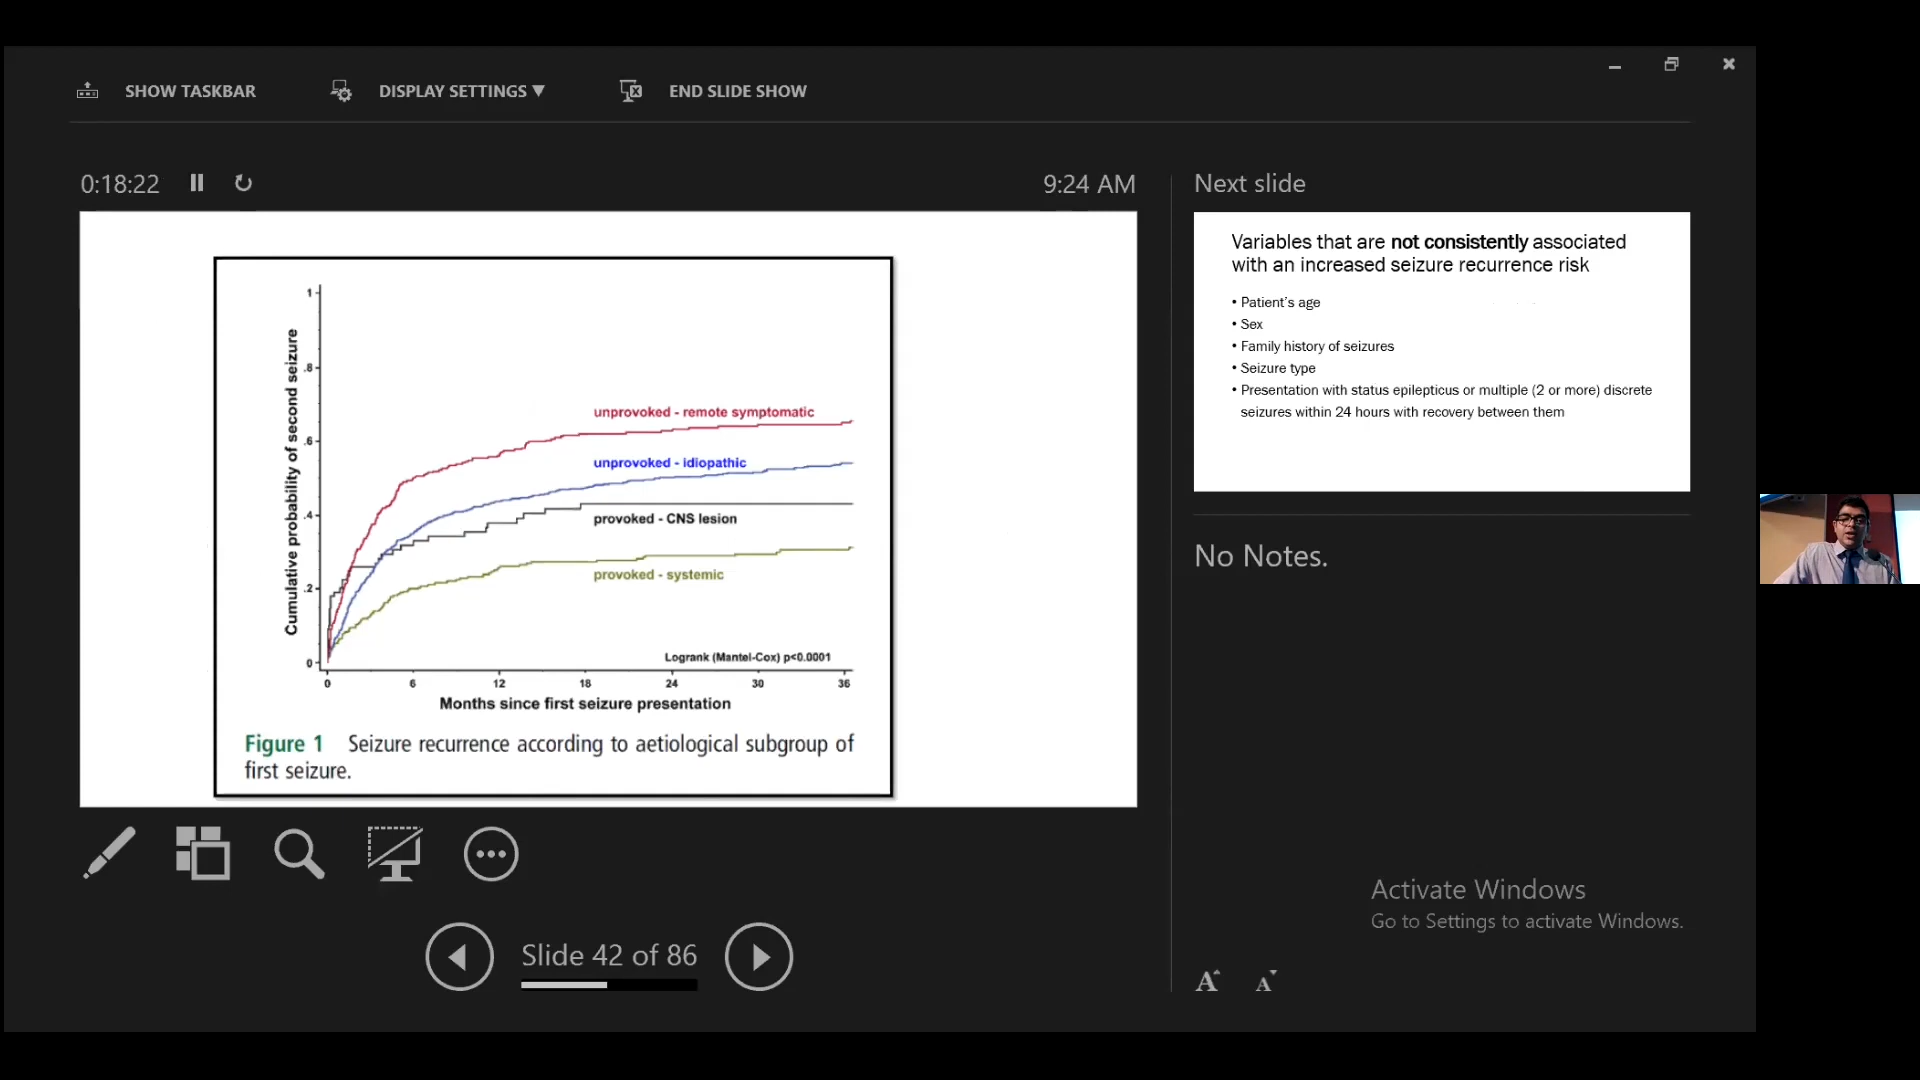 SHOW TASKBAR
DISPLAY SETTINGS ▼
END SLIDE SHOW
0:18:22
9:24 AM
Next slide
1
.8
.6
.4
.2
0
Cumulative probability of second seizure
unprovoked - remote symptomatic
unprovoked - idiopathic
provoked - CNS lesion
provoked - systemic
Logrank (Mantel-Cox) p<0.0001
0 6 12 18 24 30 36
Months since first seizure presentation
Figure 1 Seizure recurrence according to aetiological subgroup of
first seizure.
Variables that are not consistently associated
with an increased seizure recurrence risk
• Patient's age
• Sex
• Family history of seizures
• Seizure type
• Presentation with status epilepticus or multiple (2 or more) discrete
seizures within 24 hours with recovery between them
No Notes.
Slide 42 of 86
Activate Windows
Go to Settings to activate Windows.
A A